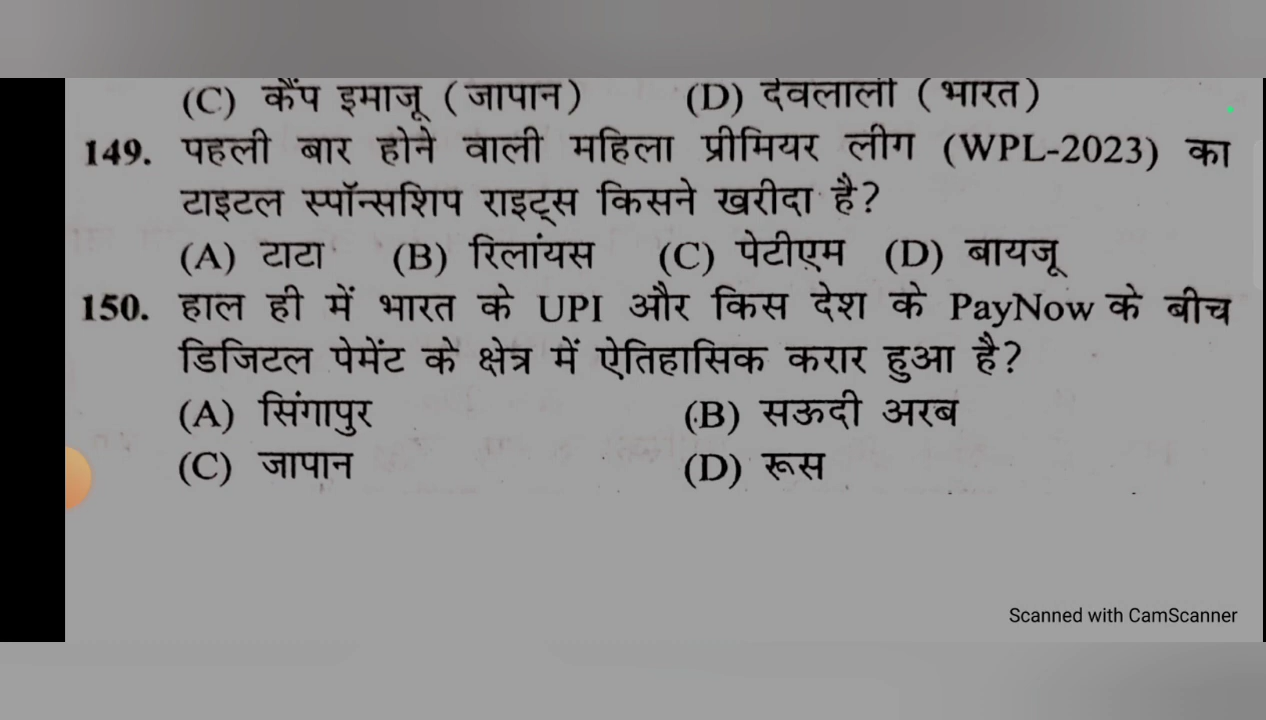 (C) कैंप इमाजू (जापान) (D) देवलाली (भारत)
149. पहली बार होने वाली महिला प्रीमियर लीग (WPL-2023) का
टाइटल स्पॉन्सशिप राइट्स किसने खरीदा है?
(A) टाटा (B) रिलांयस (C) पेटीएम (D) बायजू
150. हाल ही में भारत के UPI और किस देश के PayNow के बीच
डिजिटल पेमेंट के क्षेत्र में ऐतिहासिक करार हुआ है?
(A) सिंगापुर (B) सऊदी अरब
(C) जापान (D) रूस
Scanned with CamScanner